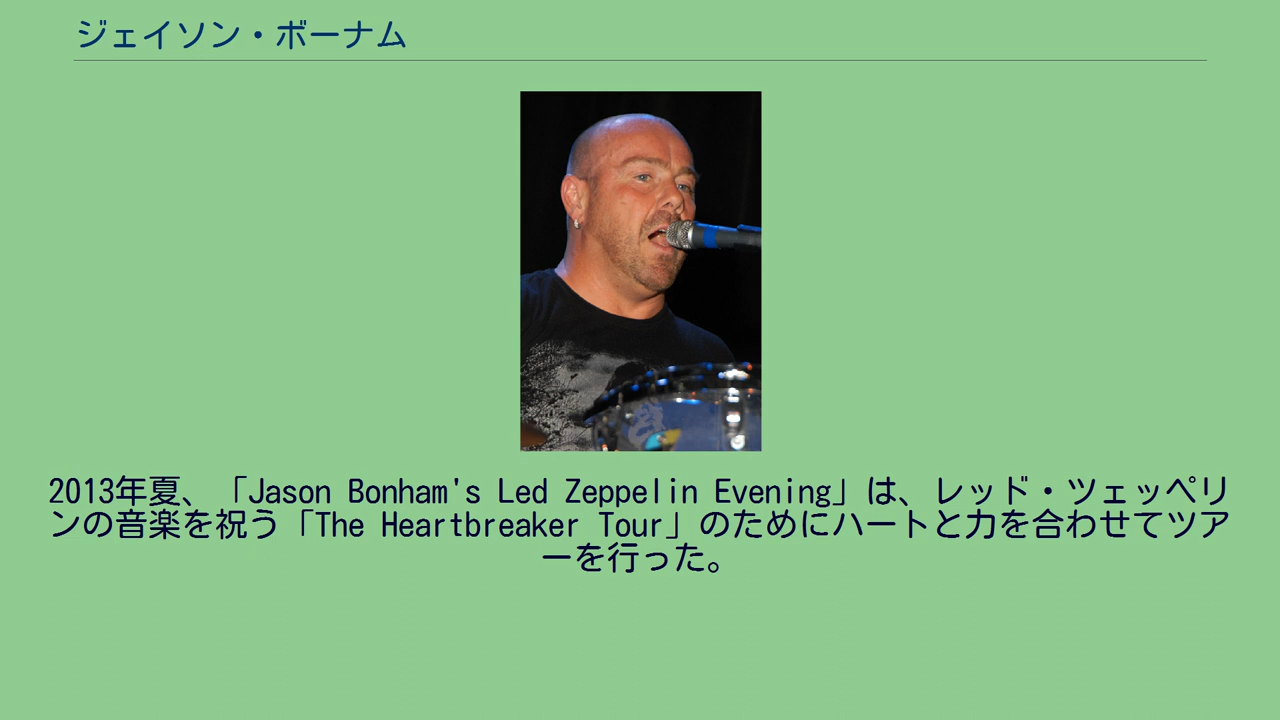 ジェイソン・ボーナム
2013年夏、「Jason Bonham's Led Zeppelin Evening」は、レッド・ツェッペリ
ンの音楽を祝う「The Heartbreaker Tour」のためにハートと力を合わせてツア
ーを行った。